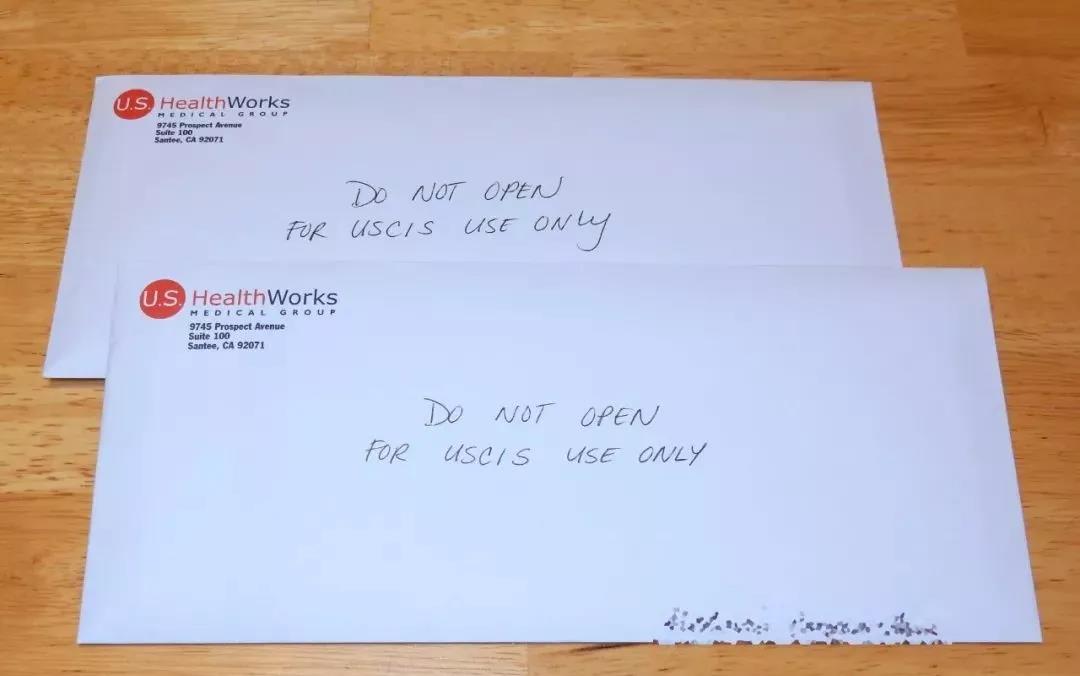 U.S. HealthWorks
MEDICAL GROUP
9745 Prospect Avenue
Suite 100
Santee, CA 92071
DO NOT OPEN
FOR USCIS USE ONLY
U.S. HealthWorks
MEDICAL GROUP
9745 Prospect Avenue
Suite 100
Santee, CA 92071
DO NOT OPEN
FOR USCIS USE ONLY